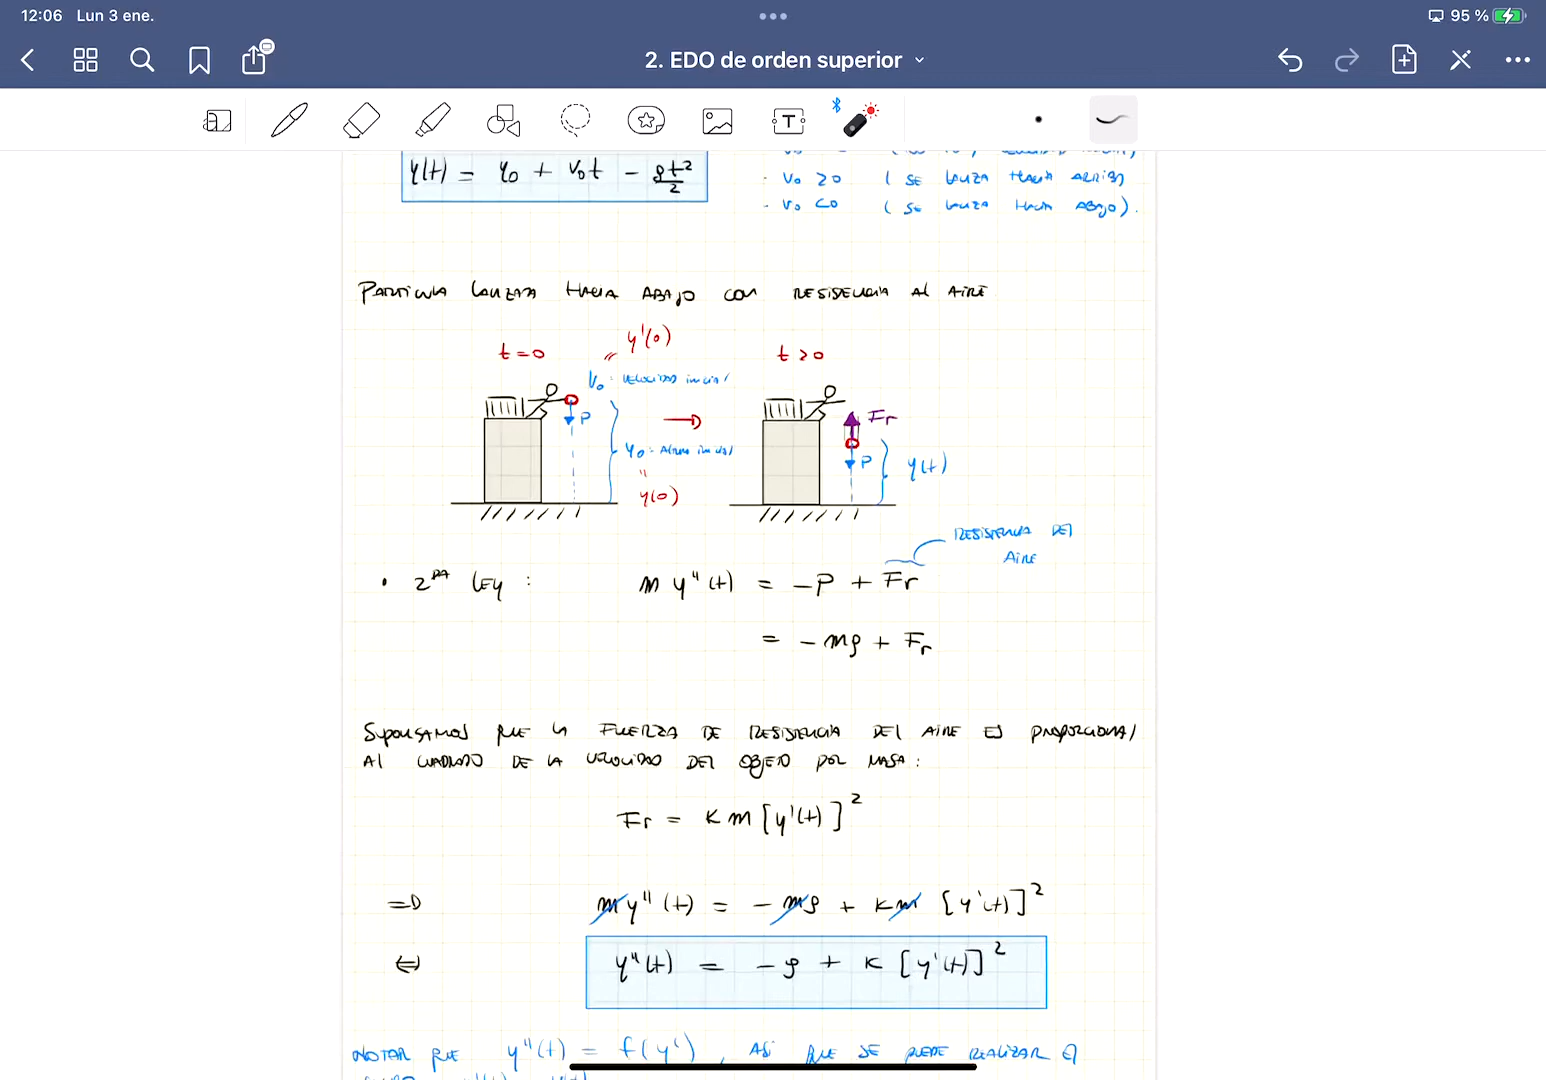 12:06 Lun 3 ene.
95 %
2. EDO de orden superior
y(t) = y₀ + v₀t - gt²/2
- v₀ ≥0 ( SE LANZA HACIA ARRIBA)
- v₀ <0 ( SE LANZA HACIA ABAJO).
PARTICULA LANZADA HACIA ABAJO CON RESISTENCIA AL AIRE
t=0
y'(0)
t>0
V₀: VELOCIDAD INICIAL
P
Fr
y₀: ALTURA INICIAL
P
y(t)
y(0)
RESISTENCIA DEL
AIRE
• 2DA LEY : m y"(t) = -P + Fr
= -mg + Fr
SUPONGAMOS QUE LA FUERZA DE RESISTENCIA DEL AIRE ES PROPORCIONAL
AL CUADRADO DE LA VELOCIDAD DEL OBJETO POR MASA :
Fr = km[y'(t)]²
=> my"(t) = -mg + km [y'(t)]²
⇔ y"(t) = -g + k [y'(t)]²
NOTAR QUE y"(t) = f(y'), ASI QUE SE PUEDE REALIZAR EL